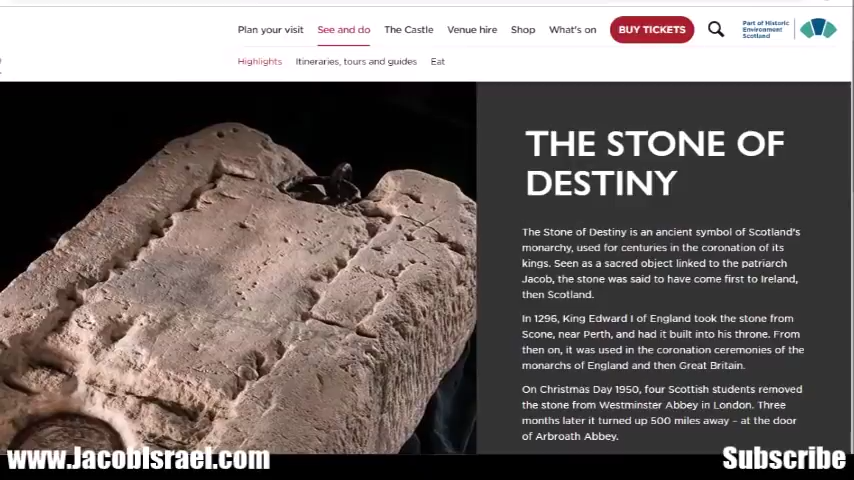 Plan your visit See and do The Castle Venue hire Shop What's on BUY TICKETS
Part of Historic
Environment
Scotland
Highlights Itineraries, tours and guides Eat
THE STONE OF
DESTINY
The Stone of Destiny is an ancient symbol of Scotland's
monarchy, used for centuries in the coronation of its
kings. Seen as a sacred object linked to the patriarch
Jacob, the stone was said to have come first to Ireland,
then Scotland.
In 1296, King Edward I of England took the stone from
Scone, near Perth, and had it built into his throne. From
then on, it was used in the coronation ceremonies of the
monarchs of England and then Great Britain.
On Christmas Day 1950, four Scottish students removed
the stone from Westminster Abbey in London. Three
months later it turned up 500 miles away – at the door
of Arbroath Abbey.
www.JacobIsrael.com Subscribe